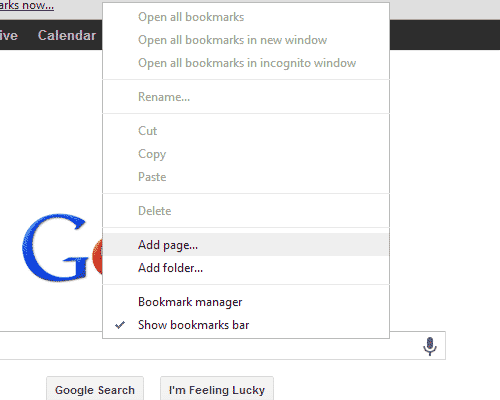 arks now...
ive Calendar
Open all bookmarks
Open all bookmarks in new window
Open all bookmarks in incognito window
Rename...
Cut
Copy
Paste
Delete
Add page...
Add folder...
Bookmark manager
Show bookmarks bar
Go
Google Search I'm Feeling Lucky